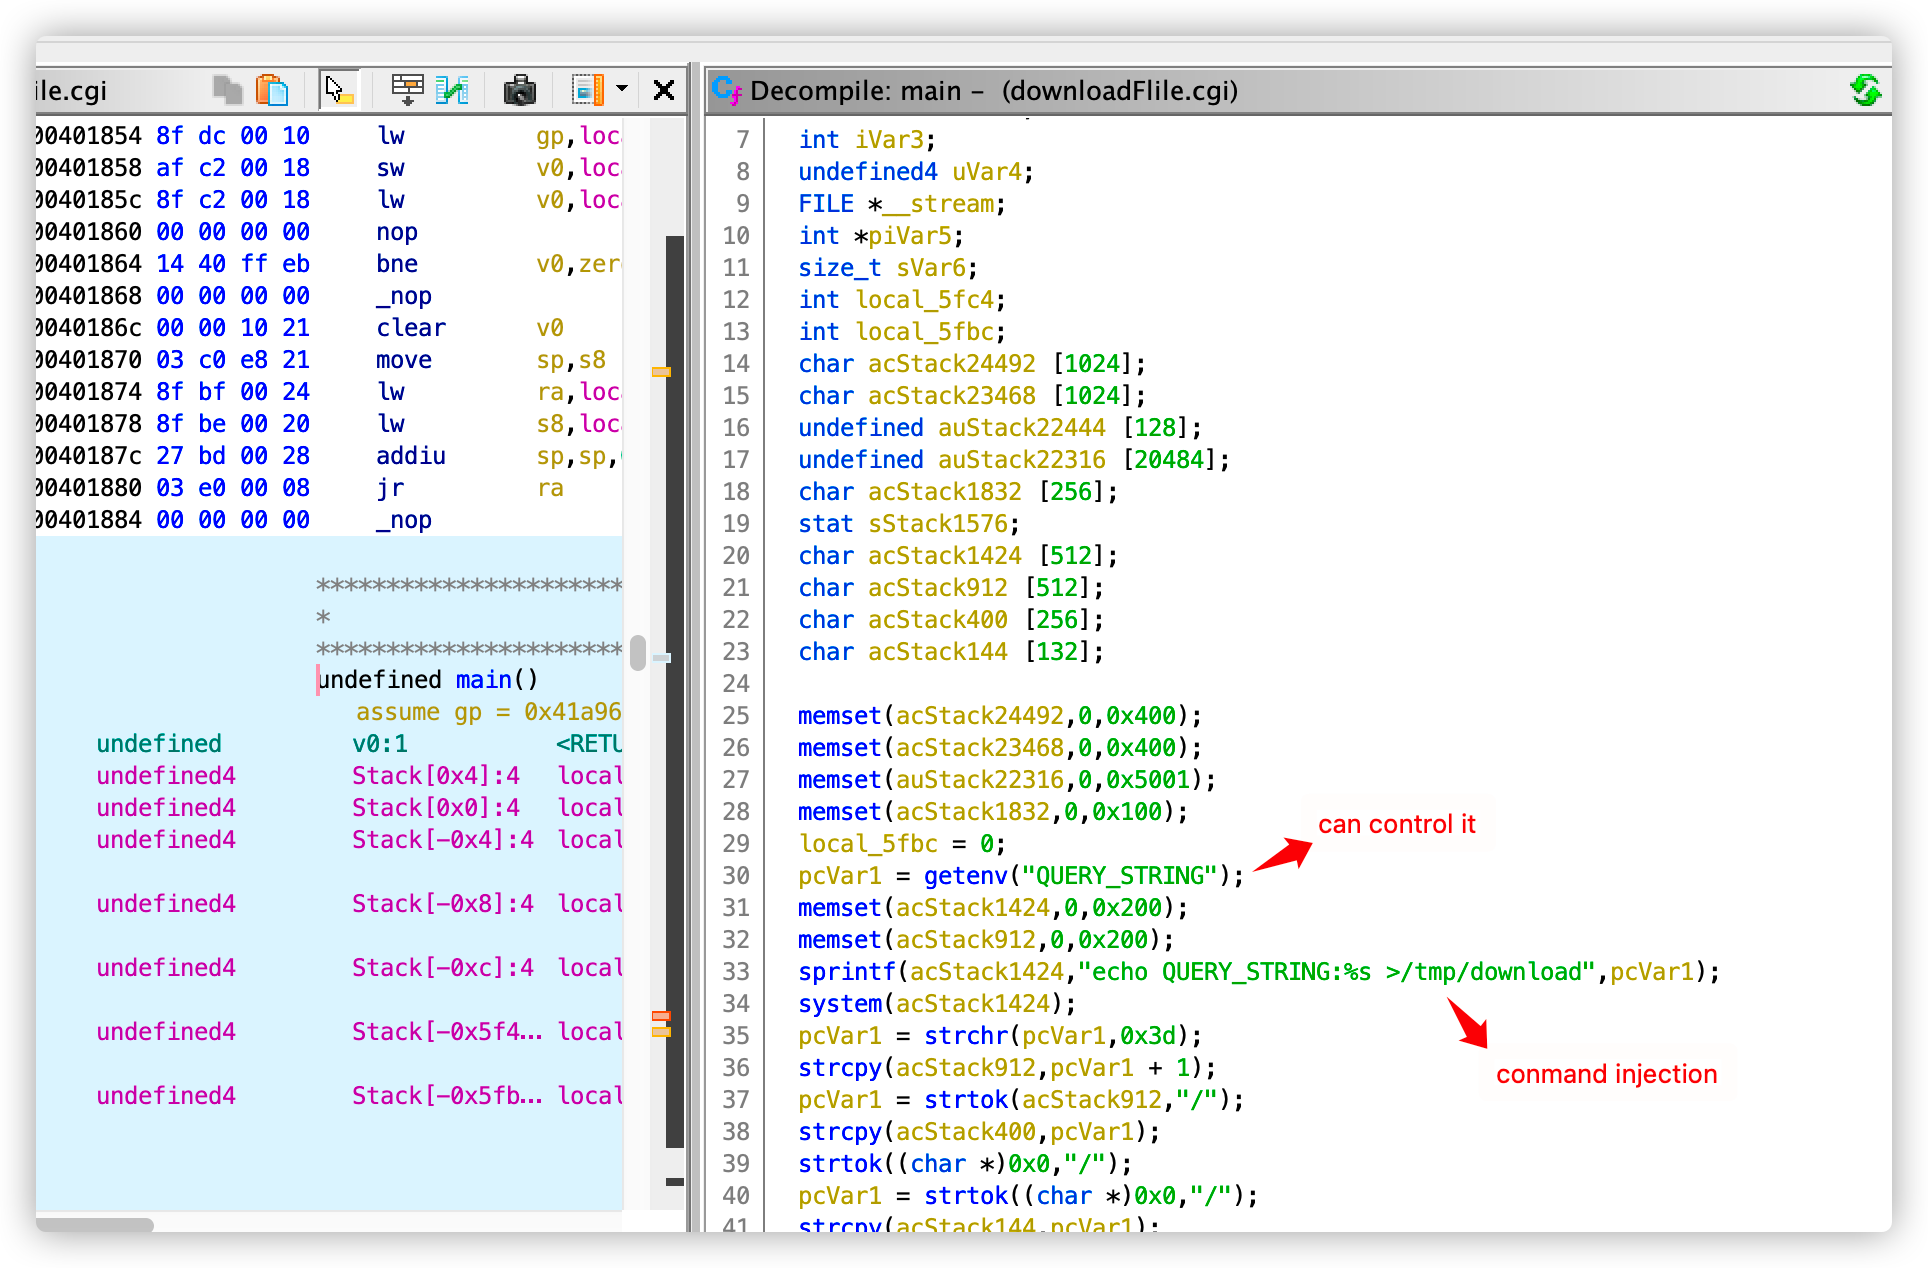 ile.cgi
00401854 8f dc 00 10 lw gp,loc
00401858 af c2 00 18 sw v0,loc
0040185c 8f c2 00 18 lw v0,loc
00401860 00 00 00 00 nop
00401864 14 40 ff eb bne v0,zer
00401868 00 00 00 00 _nop
0040186c 00 00 10 21 clear v0
00401870 03 c0 e8 21 move sp,s8
00401874 8f bf 00 24 lw ra,loc
00401878 8f be 00 20 lw s8,loc
0040187c 27 bd 00 28 addiu sp,sp,
00401880 03 e0 00 08 jr ra
00401884 00 00 00 00 _nop
**********************
*
**********************
undefined main()
assume gp = 0x41a96
undefined v0:1 <RETU
undefined4 Stack[0x4]:4 local
undefined4 Stack[0x0]:4 local
undefined4 Stack[-0x4]:4 local
undefined4 Stack[-0x8]:4 local
undefined4 Stack[-0xc]:4 local
undefined4 Stack[-0x5f4... local
undefined4 Stack[-0x5fb... local
Decompile: main - (downloadFlile.cgi)
7 int iVar3;
8 undefined4 uVar4;
9 FILE *__stream;
10 int *piVar5;
11 size_t sVar6;
12 int local_5fc4;
13 int local_5fbc;
14 char acStack24492 [1024];
15 char acStack23468 [1024];
16 undefined auStack22444 [128];
17 undefined auStack22316 [20484];
18 char acStack1832 [256];
19 stat sStack1576;
20 char acStack1424 [512];
21 char acStack912 [512];
22 char acStack400 [256];
23 char acStack144 [132];
24
25 memset(acStack24492,0,0x400);
26 memset(acStack23468,0,0x400);
27 memset(auStack22316,0,0x5001);
28 memset(acStack1832,0,0x100);
29 local_5fbc = 0;
30 pcVar1 = getenv("QUERY_STRING");
31 memset(acStack1424,0,0x200);
32 memset(acStack912,0,0x200);
33 sprintf(acStack1424,"echo QUERY_STRING:%s >/tmp/download",pcVar1);
34 system(acStack1424);
35 pcVar1 = strchr(pcVar1,0x3d);
36 strcpy(acStack912,pcVar1 + 1);
37 pcVar1 = strtok(acStack912,"/");
38 strcpy(acStack400,pcVar1);
39 strtok((char *)0x0,"/");
40 pcVar1 = strtok((char *)0x0,"/");
41 strcpy(acStack144,pcVar1);
can control it
conmand injection